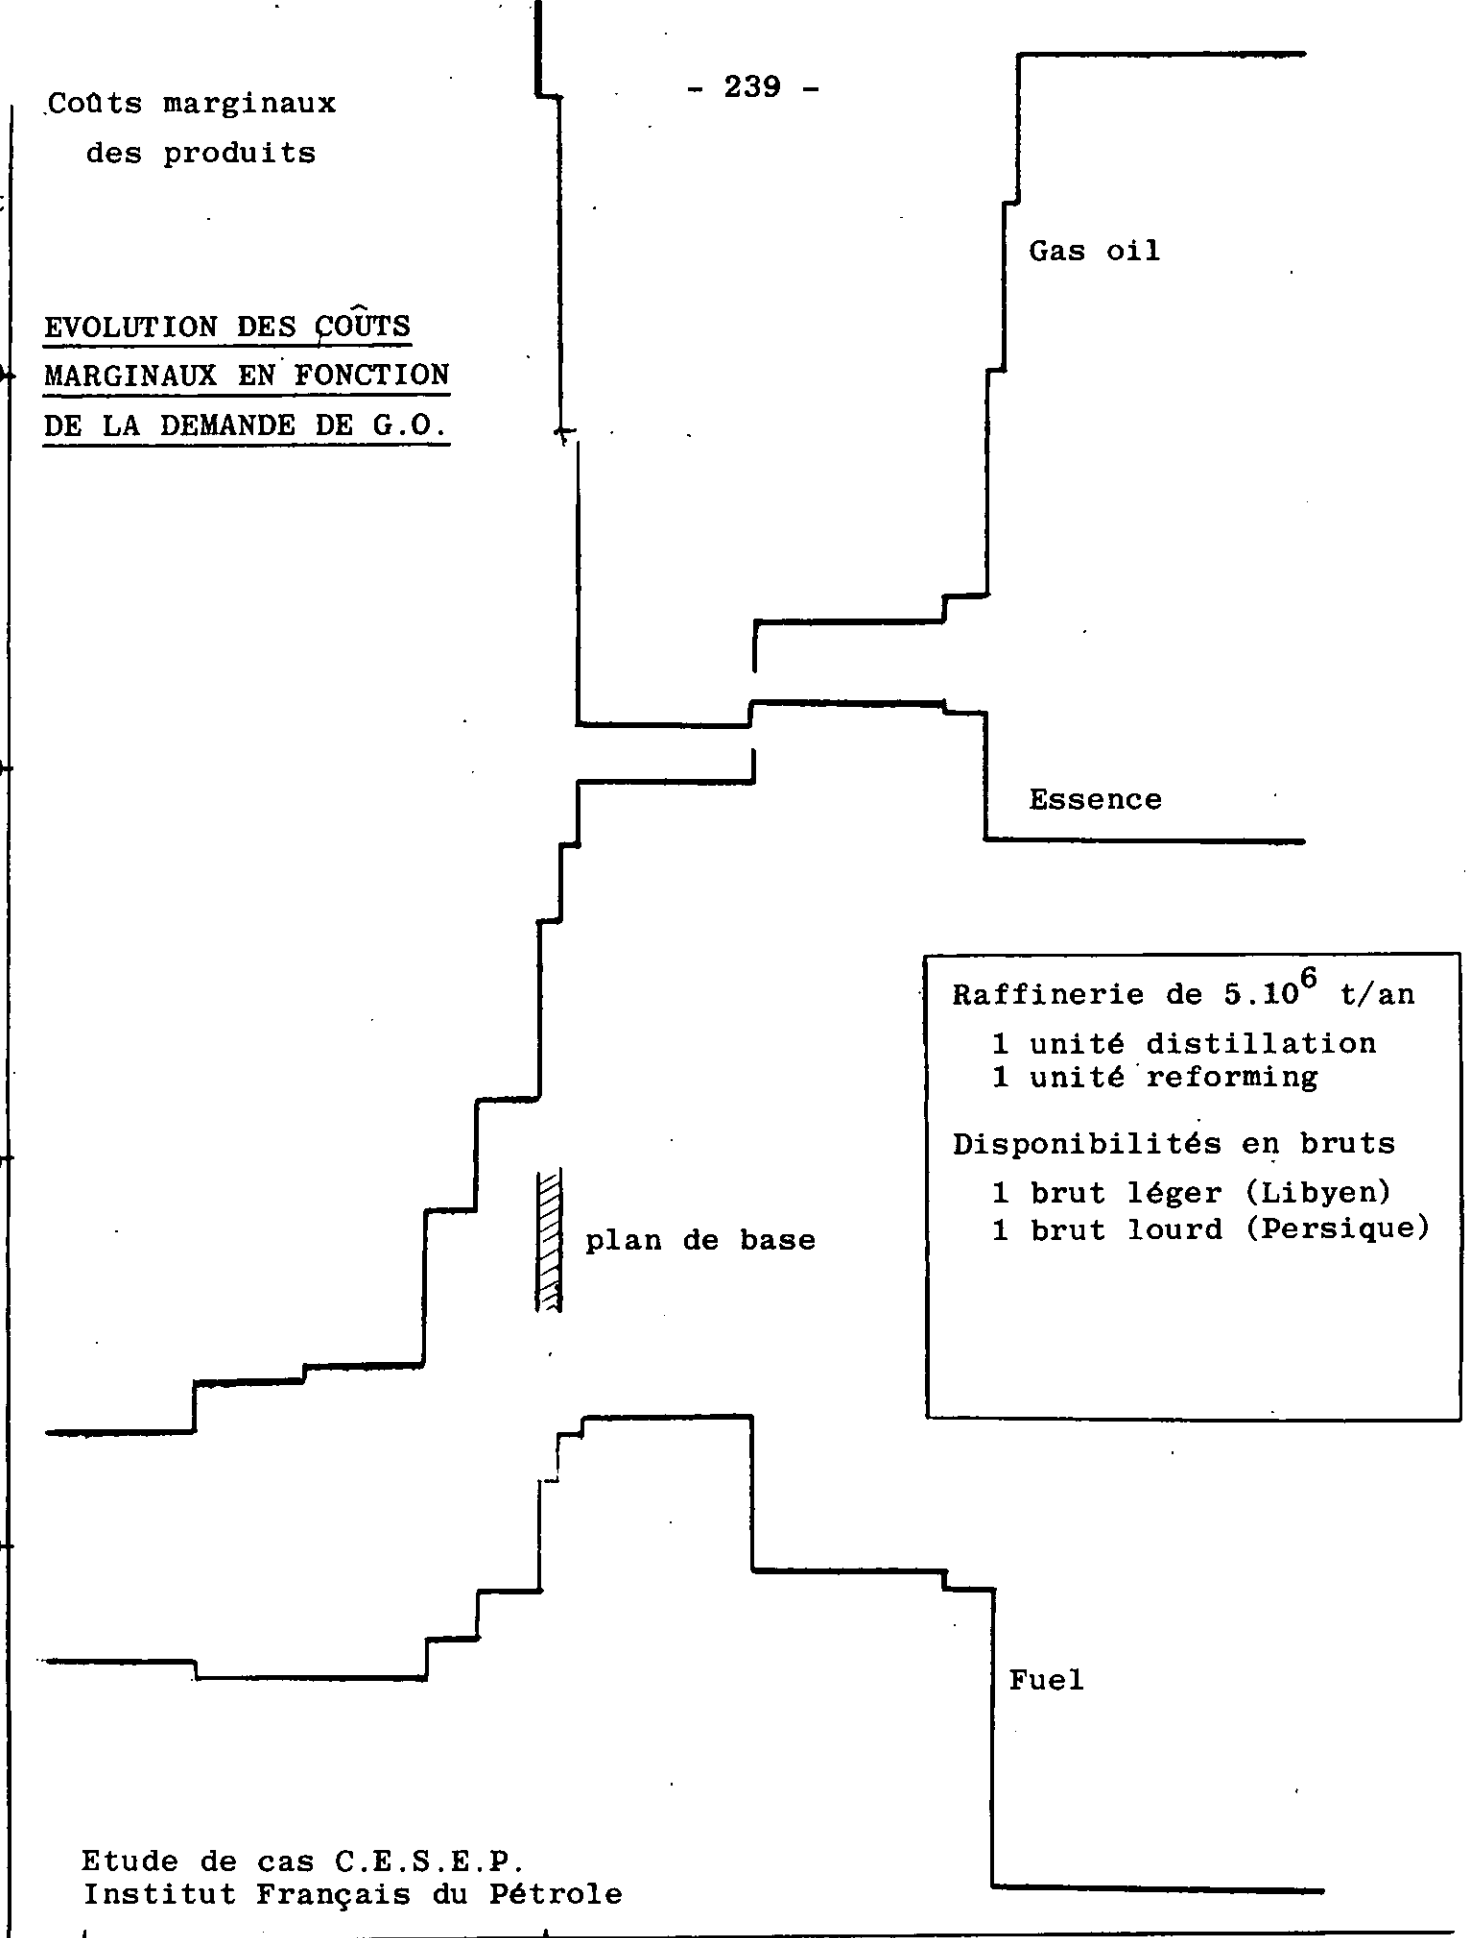 - 239 -
Coûts marginaux
des produits
EVOLUTION DES COÛTS
MARGINAUX EN FONCTION
DE LA DEMANDE DE G.O.
Gas oil
Essence
Raffinerie de 5.10⁶ t/an
1 unité distillation
1 unité reforming
Disponibilités en bruts
1 brut léger (Libyen)
1 brut lourd (Persique)
plan de base
Fuel
Etude de cas C.E.S.E.P.
Institut Français du Pétrole